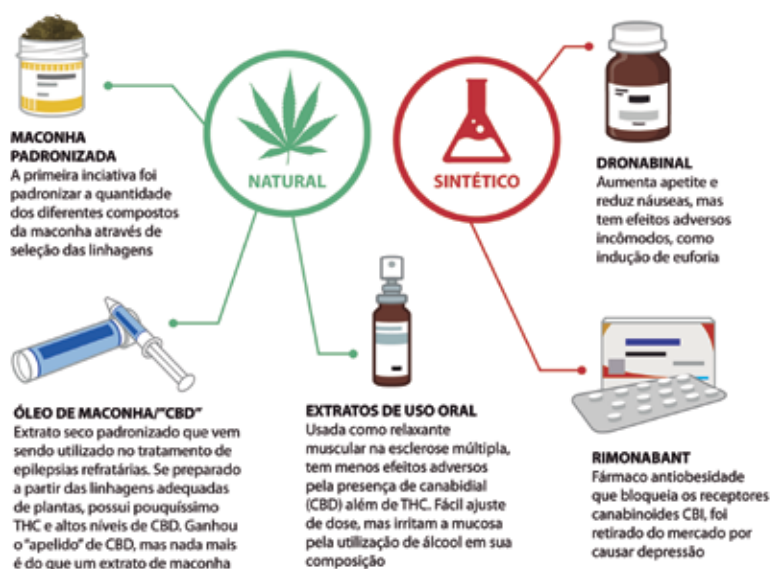 NATURAL
SINTÉTICO
MACONHA
PADRONIZADA
A primeira inciativa foi
padronizar a quantidade
dos diferentes compostos
da maconha através de
seleção das linhagens
DRONABINAL
Aumenta apetite e
reduz náuseas, mas
tem efeitos adversos
incômodos, como
indução de euforia
ÓLEO DE MACONHA/"CBD"
Extrato seco padronizado que vem
sendo utilizado no tratamento de
epilepsias refratárias. Se preparado
a partir das linhagens adequadas
de plantas, possui pouquíssimo
THC e altos níveis de CBD. Ganhou
o "apelido" de CBD, mas nada mais
é do que um extrato de maconha
EXTRATOS DE USO ORAL
Usada como relaxante
muscular na esclerose múltipla,
tem menos efeitos adversos
pela presença de canabidial
(CBD) além de THC. Fácil ajuste
de dose, mas irritam a mucosa
pela utilização de álcool em sua
composição
RIMONABANT
Fármaco antiobesidade
que bloqueia os receptores
canabinoides CBI, foi
retirado do mercado por
causar depressão